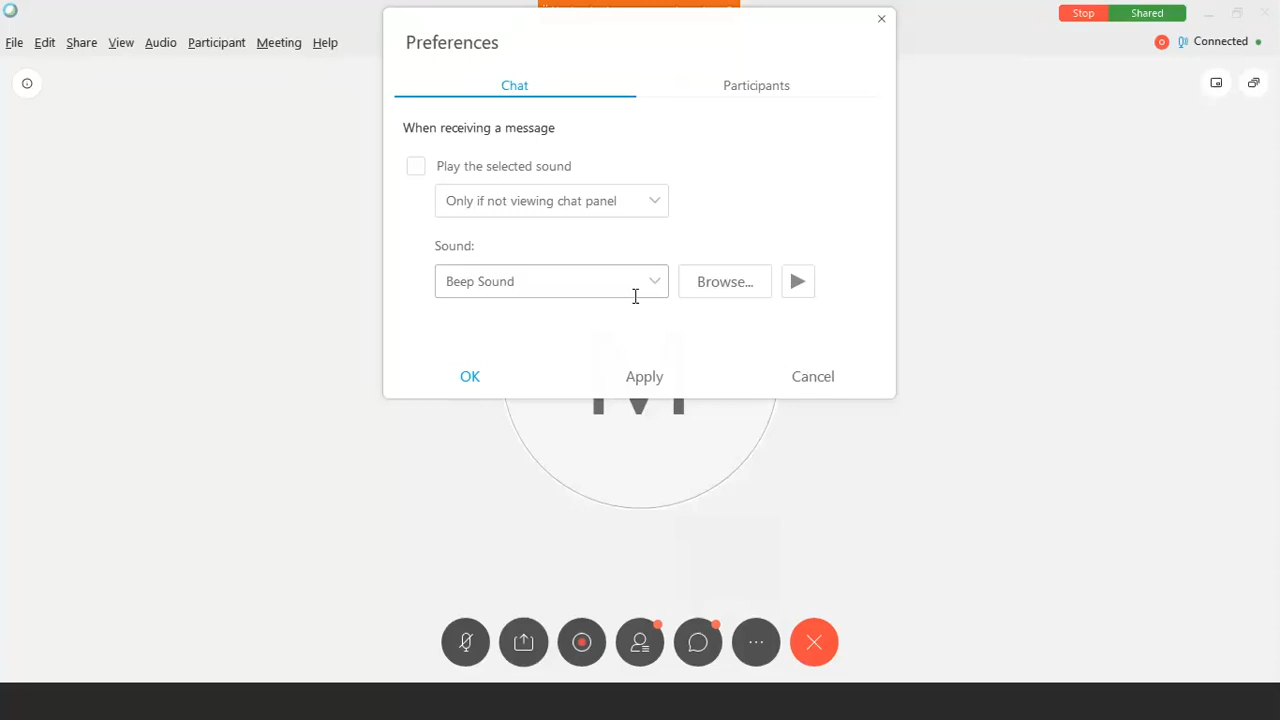 Stop Shared
File Edit Share View Audio Participant Meeting Help
Connected
Preferences
Chat Participants
When receiving a message
Play the selected sound
Only if not viewing chat panel
Sound:
Beep Sound Browse...
OK Apply Cancel
M